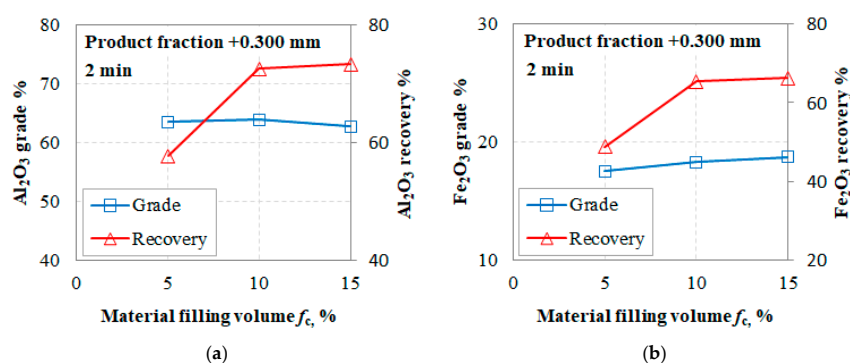 80
70
60
50
40
Al₂O₃ grade %
Product fraction +0.300 mm
2 min
Grade
Recovery
80
60
40
Al₂O₃ recovery %
0
5
10
15
Material filling volume fc, %
(a)
30
20
10
Fe₂O₃ grade %
Product fraction +0.300 mm
2 min
Grade
Recovery
80
60
40
20
Fe₂O₃ recovery %
0
5
10
15
Material filling volume fc, %
(b)